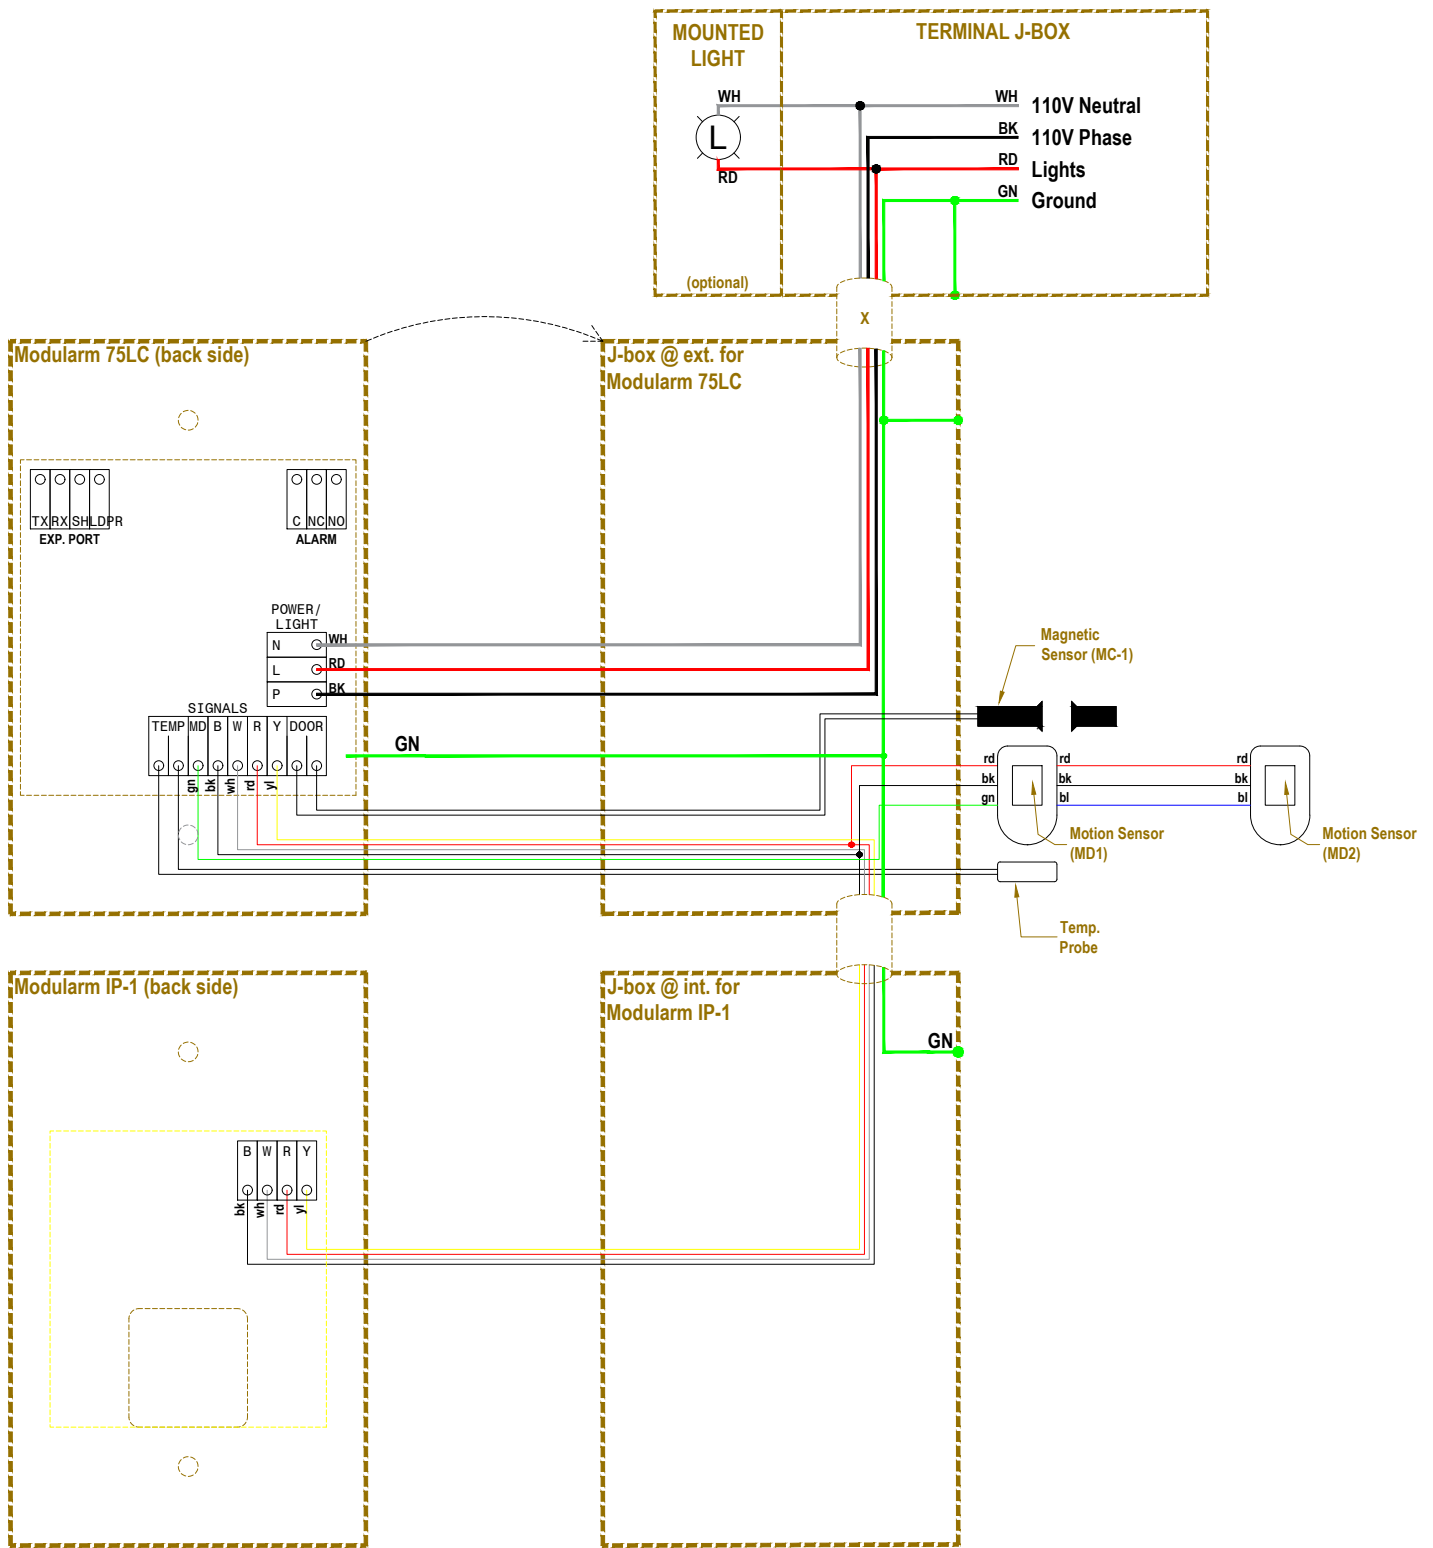 MOUNTED
LIGHT
TERMINAL J-BOX
WH
WH
110V Neutral
BK
110V Phase
L
RD
Lights
RD
GN
Ground
(optional)
X
Modularm 75LC (back side)
J-box @ ext. for
Modularm 75LC
TX RX SHLD PR
EXP. PORT
C NC NO
ALARM
POWER/
LIGHT
N
WH
L
RD
P
BK
SIGNALS
TEMP MD B W R Y DOOR
gn bk wh rd yl
GN
Magnetic
Sensor (MC-1)
rd
bk
gn
rd
bk
bl
rd
bk
bl
Motion Sensor
(MD1)
Motion Sensor
(MD2)
Temp.
Probe
Modularm IP-1 (back side)
J-box @ int. for
Modularm IP-1
GN
B W R Y
bk wh rd yl